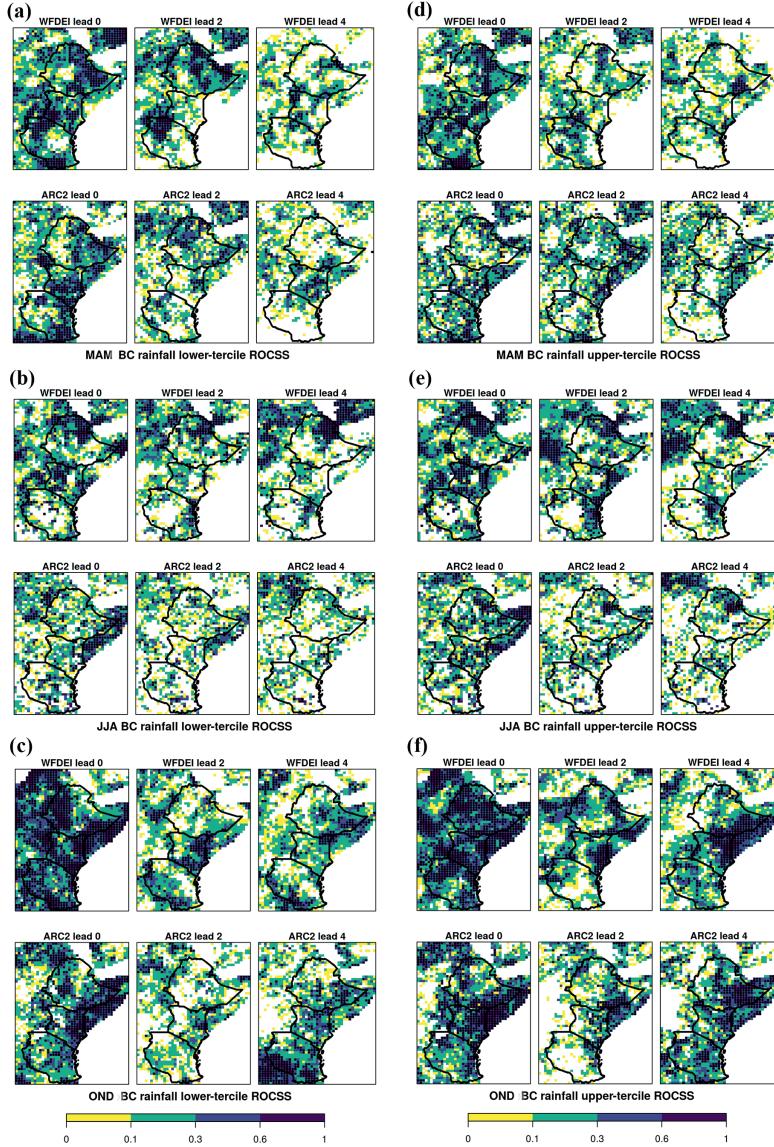 (a)
WFDEI lead 0 WFDEI lead 2 WFDEI lead 4
ARC2 lead 0 ARC2 lead 2 ARC2 lead 4
MAM BC rainfall lower-tercile ROCSS
(b)
WFDEI lead 0 WFDEI lead 2 WFDEI lead 4
ARC2 lead 0 ARC2 lead 2 ARC2 lead 4
JJA BC rainfall lower-tercile ROCSS
(c)
WFDEI lead 0 WFDEI lead 2 WFDEI lead 4
ARC2 lead 0 ARC2 lead 2 ARC2 lead 4
OND BC rainfall lower-tercile ROCSS
0 0.1 0.3 0.6 1
(d)
WFDEI lead 0 WFDEI lead 2 WFDEI lead 4
ARC2 lead 0 ARC2 lead 2 ARC2 lead 4
MAM BC rainfall upper-tercile ROCSS
(e)
WFDEI lead 0 WFDEI lead 2 WFDEI lead 4
ARC2 lead 0 ARC2 lead 2 ARC2 lead 4
JJA BC rainfall upper-tercile ROCSS
(f)
WFDEI lead 0 WFDEI lead 2 WFDEI lead 4
ARC2 lead 0 ARC2 lead 2 ARC2 lead 4
OND BC rainfall upper-tercile ROCSS
0 0.1 0.3 0.6 1